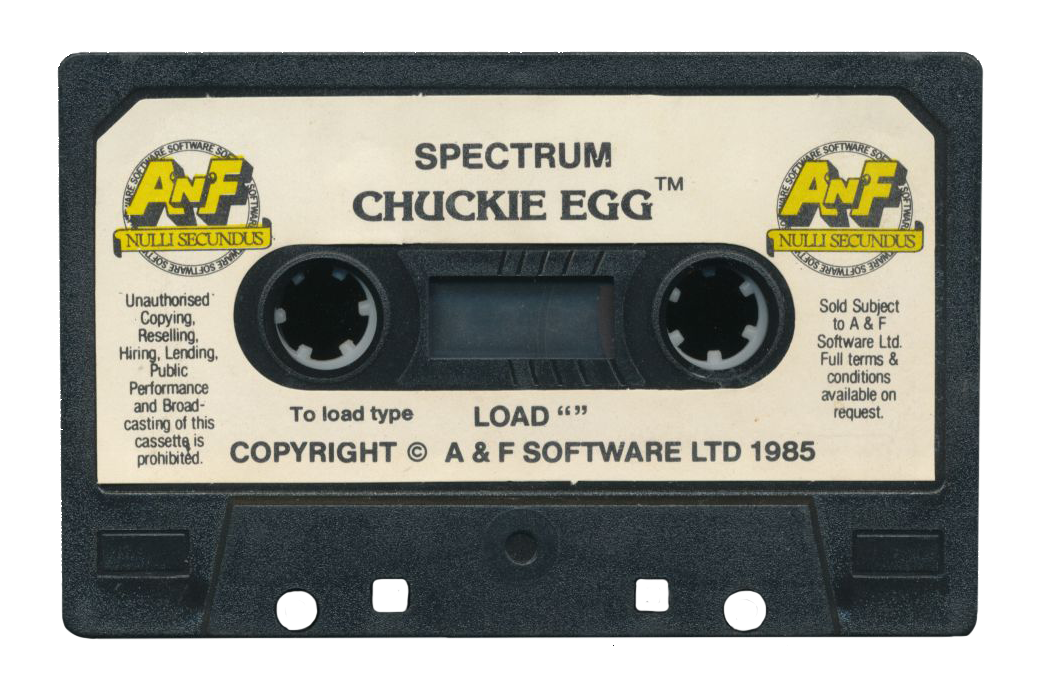 SPECTRUM
CHUCKIE EGG™
SOFTWARE SOFTWARE SO
A'N'F
NULLI SECUNDUS
SOFTWARE SOFTWARE SO
A'N'F
NULLI SECUNDUS
Unauthorised
Copying,
Reselling,
Hiring, Lending,
Public
Performance
and Broad-
casting of this
cassette is
prohibited.
Sold Subject
to A & F
Software Ltd.
Full terms &
conditions
available on
request.
To load type LOAD “”
COPYRIGHT © A & F SOFTWARE LTD 1985